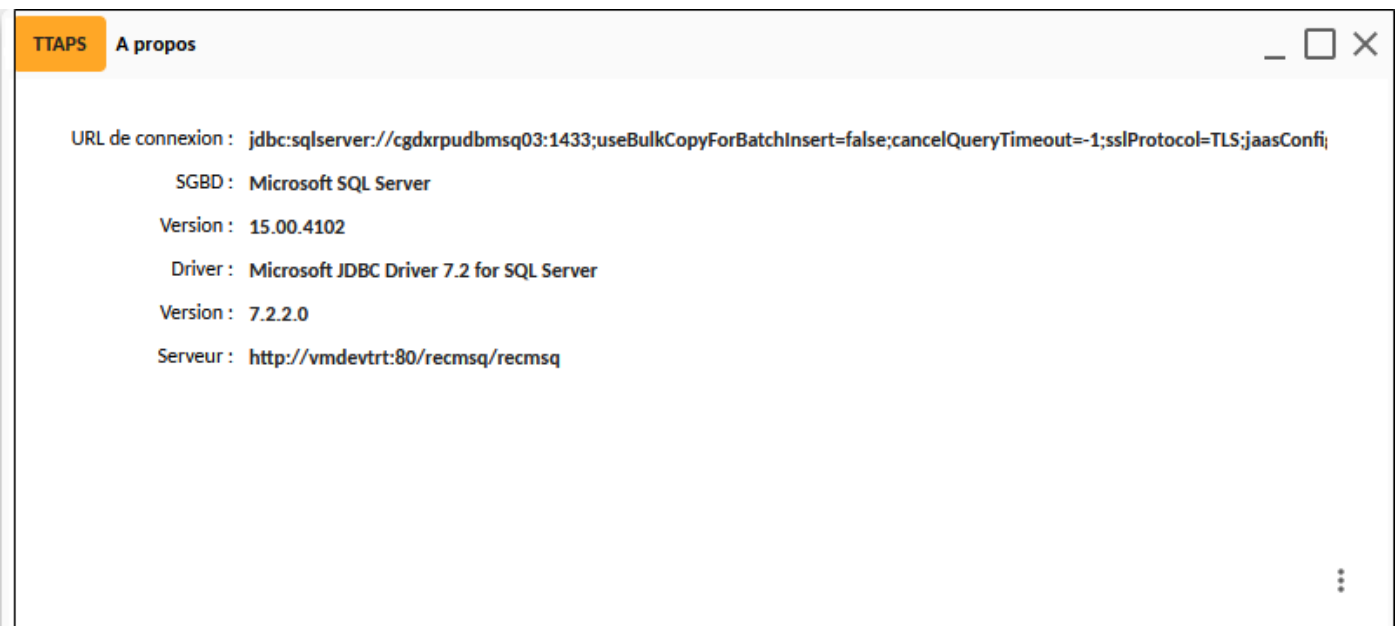 TTAPS A propos
URL de connexion : jdbc:sqlserver://cgdxrpudbmsq03:1433;useBulkCopyForBatchInsert=false;cancelQueryTimeout=-1;sslProtocol=TLS;jaasConfig
SGBD : Microsoft SQL Server
Version : 15.00.4102
Driver : Microsoft JDBC Driver 7.2 for SQL Server
Version : 7.2.2.0
Serveur : http://vmdevtrt:80/recmsq/recmsq